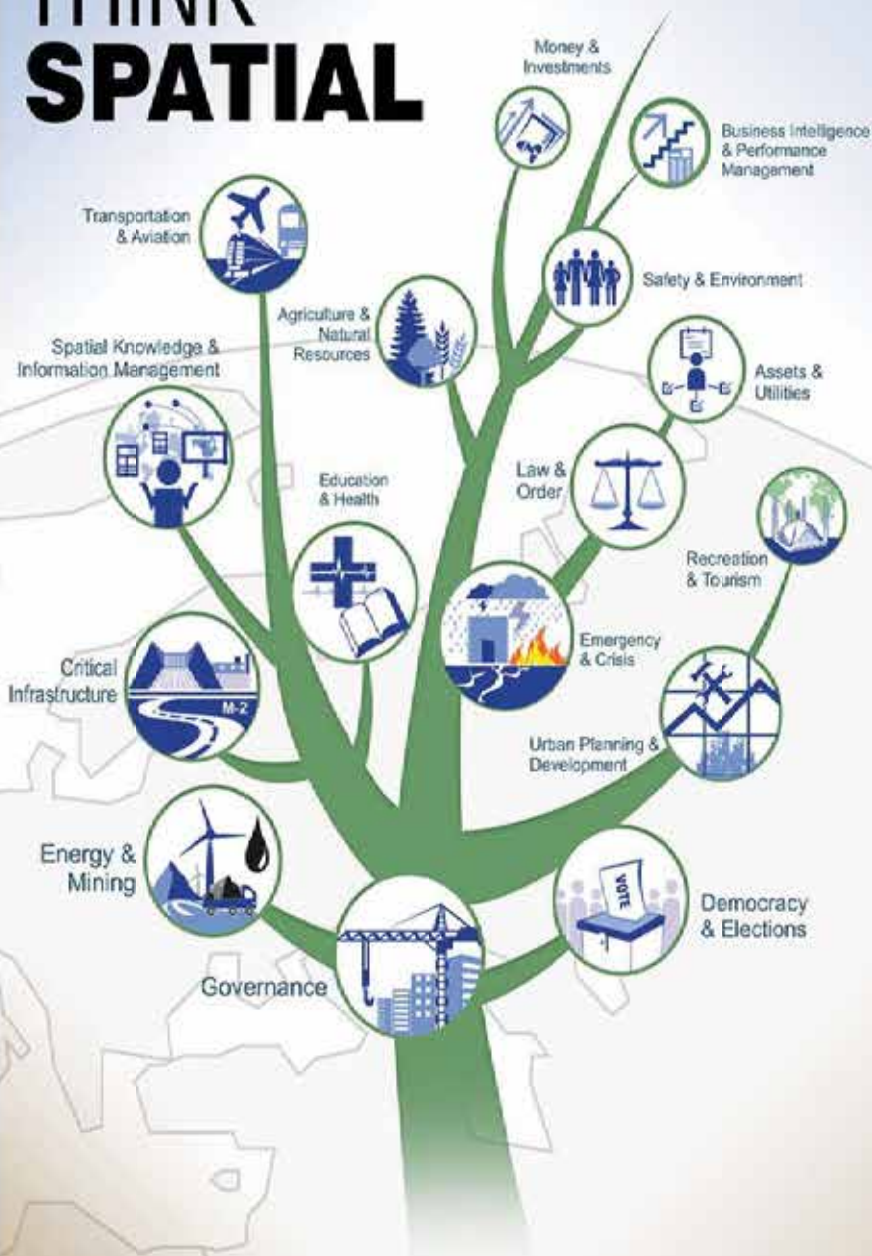 THINK
SPATIAL
Money &
Investments
Business Intelligence
& Performance
Management
Transportation
& Aviation
Safety & Environment
Agriculture &
Natural
Resources
Spatial Knowledge &
Information Management
Assets &
Utilities
Law &
Order
Education
& Health
Recreation
& Tourism
Emergency
& Crisis
Critical
Infrastructure
M-2
Urban Planning &
Development
Energy &
Mining
VOTE
Democracy
& Elections
Governance